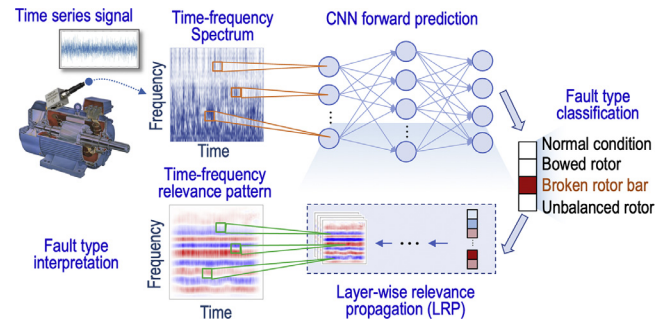 Time series signal
Time-frequency
Spectrum
CNN forward prediction
Frequency
Time
Fault type
classification
Normal condition
Bowed rotor
Broken rotor bar
Unbalanced rotor
Time-frequency
relevance pattern
Fault type
interpretation
Frequency
Time
Layer-wise relevance
propagation (LRP)